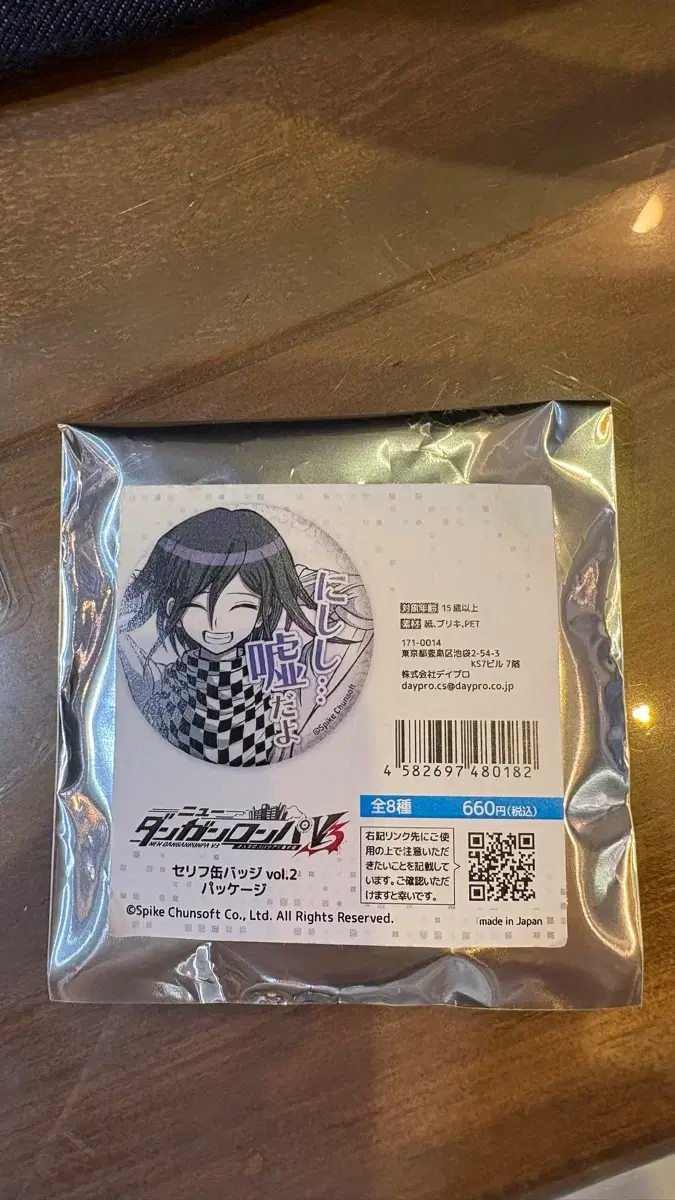 にしし…
嘘だよ
©Spike Chunsoft
対象年齢 15歳以上
素材 紙、ブリキ、PET
171-0014
東京都豊島区池袋2-54-3
KS7ビル 7階
株式会社デイプロ
daypro.cs@daypro.co.jp
4 582697 480182
全8種 660円(税込)
ニュー
ダンガンロンパV3
NEW DANGANRONPA V3
セリフ缶バッジ vol.2
パッケージ
右記リンク先にご使
用の上で注意いただ
きたいことを記載して
います。ご確認いただ
けますと幸いです。
©Spike Chunsoft Co., Ltd. All Rights Reserved.
made in Japan